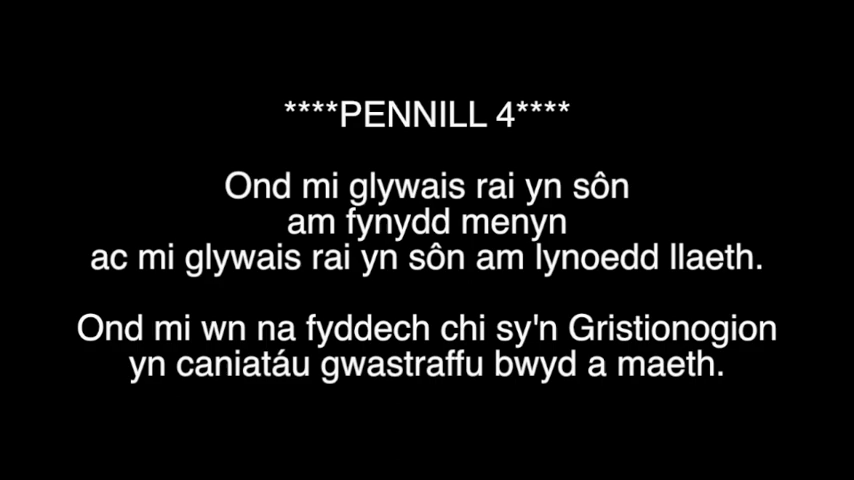 ****PENNILL 4****
Ond mi glywais rai yn sôn
am fynydd menyn
ac mi glywais rai yn sôn am lynoedd llaeth.
Ond mi wn na fyddech chi sy'n Gristionogion
yn caniatáu gwastraffu bwyd a maeth.